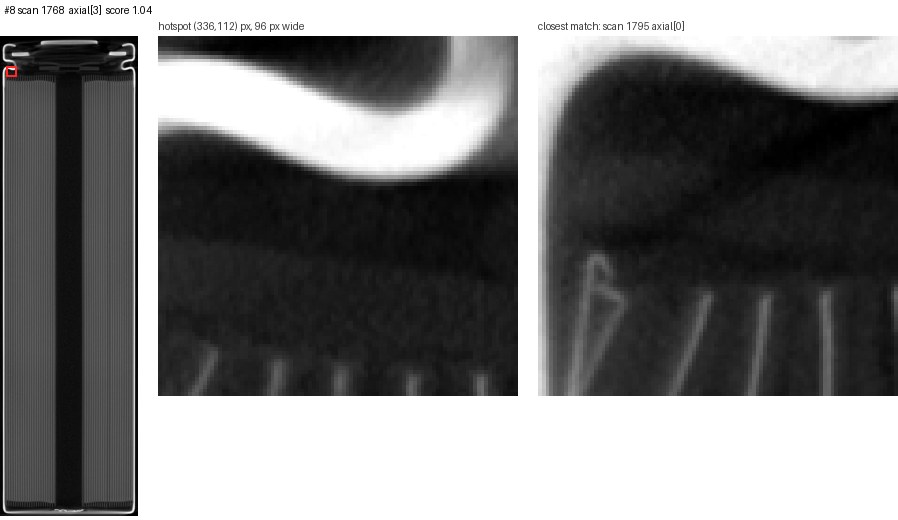 #8 scan 1768 axial[3] score 1.04
hotspot (336,112) px, 96 px wide
closest match: scan 1795 axial[0]